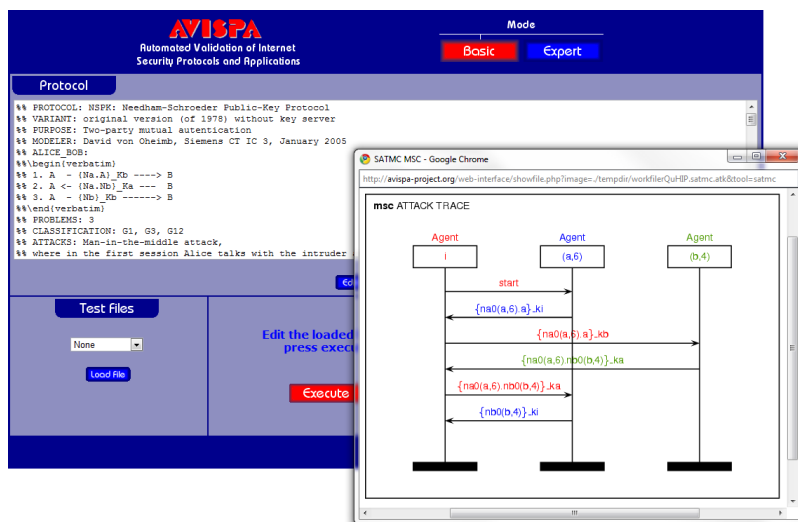 AVISPA
Automated Validation of Internet
Security Protocols and Applications
Mode
Basic
Expert
Protocol
%% PROTOCOL: NSPK: Needham-Schroeder Public-Key Protocol
%% VARIANT: original version (of 1978) without key server
%% PURPOSE: Two-party mutual autentication
%% MODELER: David von Oheimb, Siemens CT IC 3, January 2005
%% ALICE_BOB:
%%\begin{verbatim}
%% 1. A - {Na.A}_Kb ----> B
%% 2. A <- {Na.Nb}_Ka --- B
%% 3. A - {Nb}_Kb ------> B
%%\end{verbatim}
%% PROBLEMS: 3
%% CLASSIFICATION: G1, G3, G12
%% ATTACKS: Man-in-the-middle attack,
%% where in the first session Alice talks with the intruder
Test Files
None
Load File
Edit the loaded
press execu
Execute
SATMC MSC - Google Chrome
http://avispa-project.org/web-interface/showfile.php?image=./tempdir/workfilerQuHIP.satmc.atk&tool=satmc
msc ATTACK TRACE
Agent Agent Agent
i (a,6) (b,4)
start
{na0(a,6).a}_ki
{na0(a,6).a}_kb
{na0(a,6).nb0(b,4)}_ka
{na0(a,6).nb0(b,4)}_ka
{nb0(b,4)}_ki